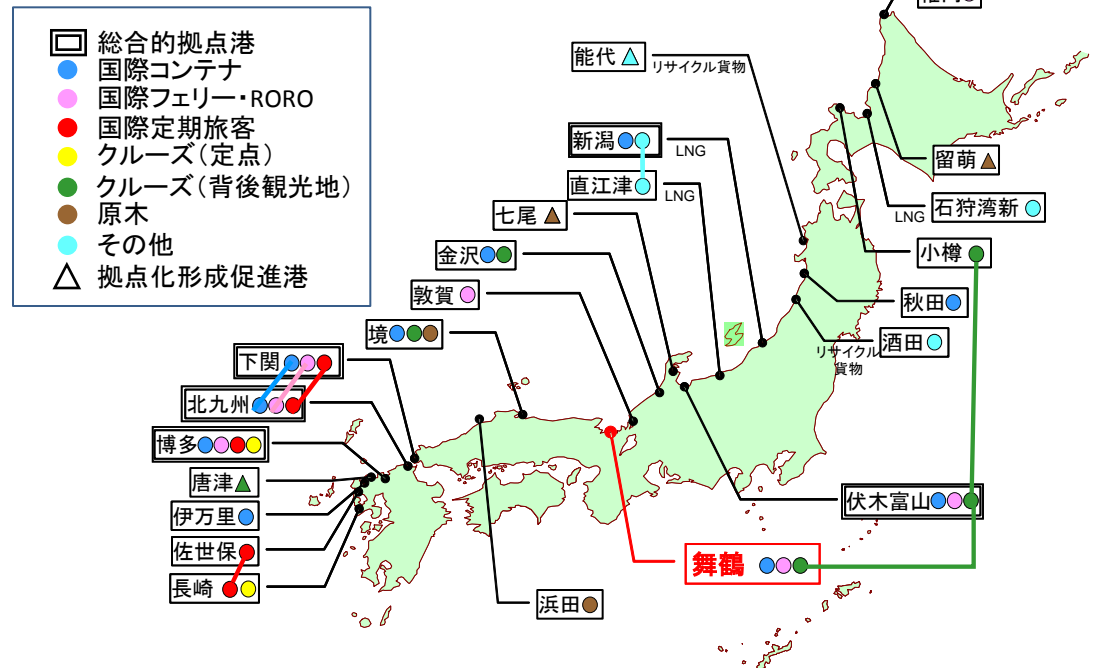 総合的拠点港
国際コンテナ
国際フェリー・RORO
国際定期旅客
クルーズ（定点）
クルーズ（背後観光地）
原木
その他
拠点化形成促進港
能代
リサイクル貨物
新潟
LNG
直江津
LNG
七尾
金沢
敦賀
境
下関
北九州
博多
唐津
伊万里
佐世保
長崎
浜田
留萌
石狩湾新
LNG
小樽
秋田
酒田
リサイクル
貨物
伏木富山
舞鶴